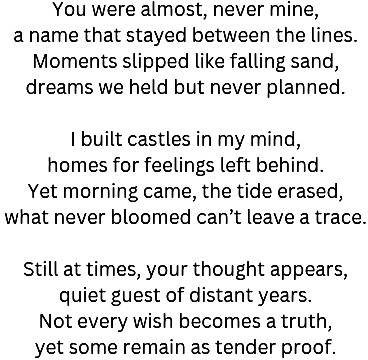 You were almost, never mine,
a name that stayed between the lines.
Moments slipped like falling sand,
dreams we held but never planned.

I built castles in my mind,
homes for feelings left behind.
Yet morning came, the tide erased,
what never bloomed can’t leave a trace.

Still at times, your thought appears,
quiet guest of distant years.
Not every wish becomes a truth,
yet some remain as tender proof.